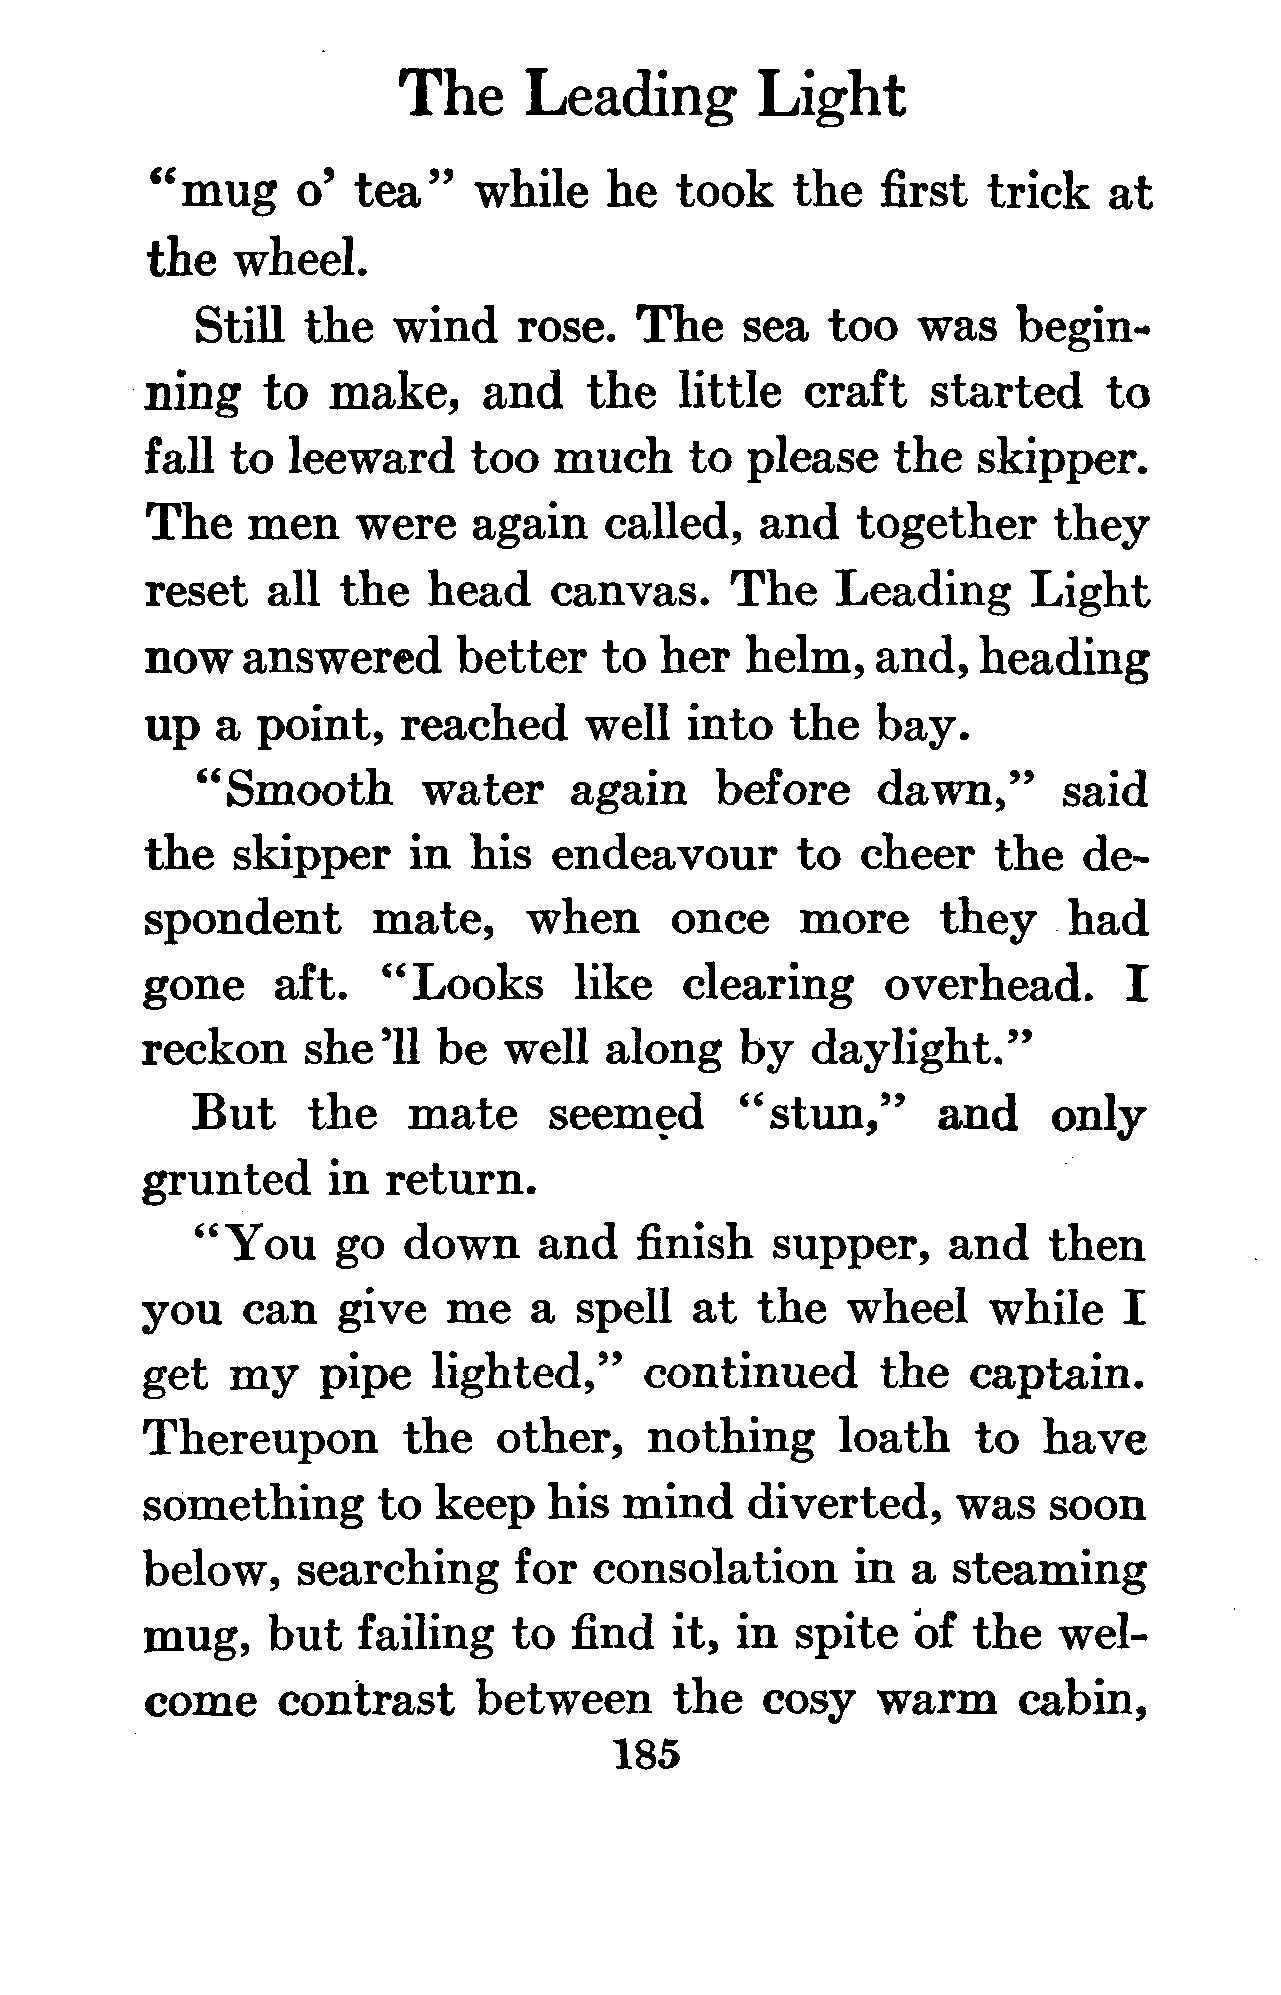 The Leading Light
“mug o’ tea” while he took the first trick at
the wheel.
Still the wind rose. The sea too was begin-
ning to make, and the little craft started to
fall to leeward too much to please the skipper.
The men were again called, and together they
reset all the head canvas. The Leading Light
now answered better to her helm, and, heading
up a point, reached well into the bay.
“Smooth water again before dawn,” said
the skipper in his endeavour to cheer the de-
spondent mate, when once more they had
gone aft. “Looks like clearing overhead. I
reckon she’ll be well along by daylight.”
But the mate seemed “stun,” and only
grunted in return.
“You go down and finish supper, and then
you can give me a spell at the wheel while I
get my pipe lighted,” continued the captain.
Thereupon the other, nothing loath to have
something to keep his mind diverted, was soon
below, searching for consolation in a steaming
mug, but failing to find it, in spite of the wel-
come contrast between the cosy warm cabin,
185